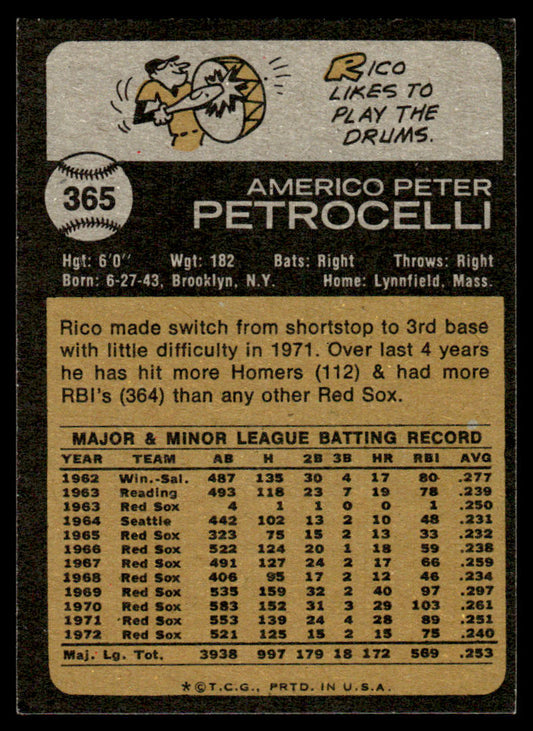 RICO
LIKES TO
PLAY THE
DRUMS.
365
AMERICO PETER
PETROCELLI
Hgt: 6'0" Wgt: 182 Bats: Right Throws: Right
Born: 6-27-43, Brooklyn, N.Y. Home: Lynnfield, Mass.
Rico made switch from shortstop to 3rd base
with little difficulty in 1971. Over last 4 years
he has hit more Homers (112) & had more
RBI's (364) than any other Red Sox.
MAJOR & MINOR LEAGUE BATTING RECORD
YEAR TEAM AB H 2B 3B HR RBI AVG
1962 Win.-Sal. 487 135 30 4 17 80 .277
1963 Reading 493 118 23 7 19 78 .239
1963 Red Sox 4 1 1 0 0 1 .250
1964 Seattle 442 102 13 2 10 48 .231
1965 Red Sox 323 75 15 2 13 33 .232
1966 Red Sox 522 124 20 1 18 59 .238
1967 Red Sox 491 127 24 2 17 66 .259
1968 Red Sox 406 95 17 2 12 46 .234
1969 Red Sox 535 159 32 2 40 97 .297
1970 Red Sox 583 152 31 3 29 103 .261
1971 Red Sox 553 139 24 4 28 89 .251
1972 Red Sox 521 125 15 2 15 75 .240
Maj. Lg. Tot. 3938 997 179 18 172 569 .253
*©T.C.G., PRTD. IN U.S.A.